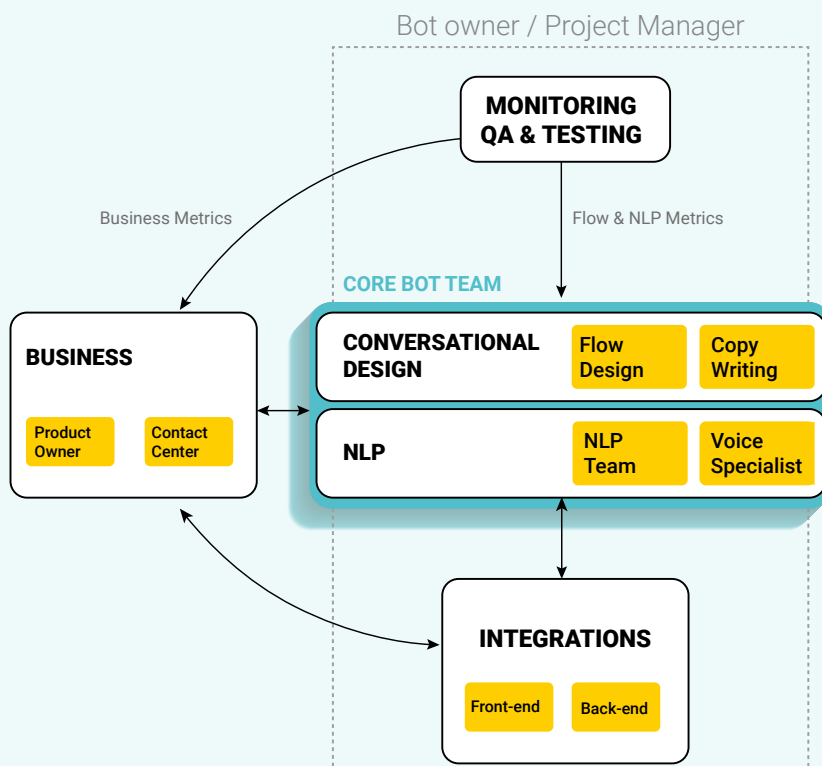 Bot owner / Project Manager
MONITORING
QA & TESTING
Business Metrics
Flow & NLP Metrics
CORE BOT TEAM
CONVERSATIONAL
DESIGN
Flow
Design
Copy
Writing
BUSINESS
Product
Owner
Contact
Center
NLP
NLP
Team
Voice
Specialist
INTEGRATIONS
Front-end
Back-end